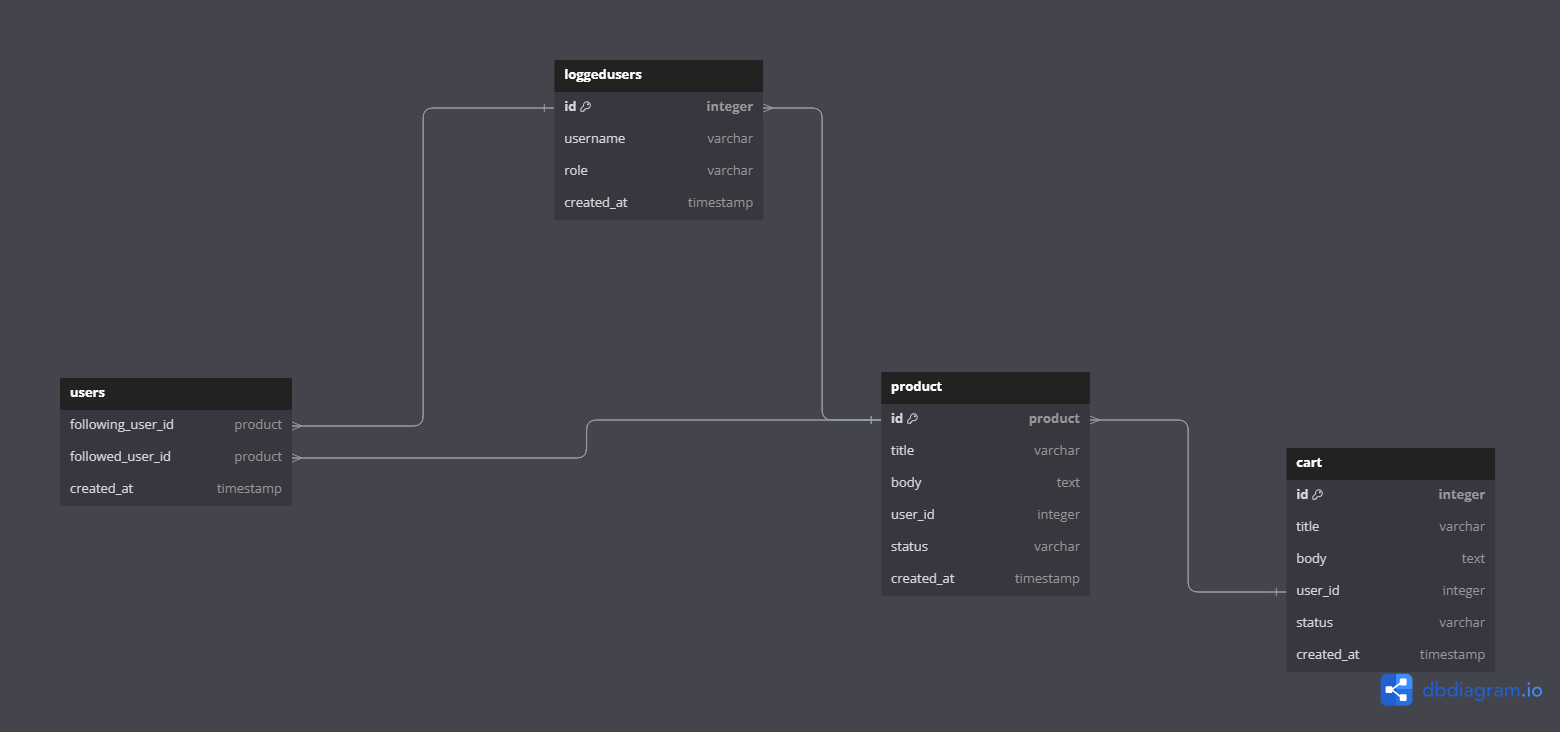 loggedusers
id integer
username varchar
role varchar
created_at timestamp
users
following_user_id product
followed_user_id product
created_at timestamp
product
id product
title varchar
body text
user_id integer
status varchar
created_at timestamp
cart
id integer
title varchar
body text
user_id integer
status varchar
created_at timestamp
dbdiagram.io